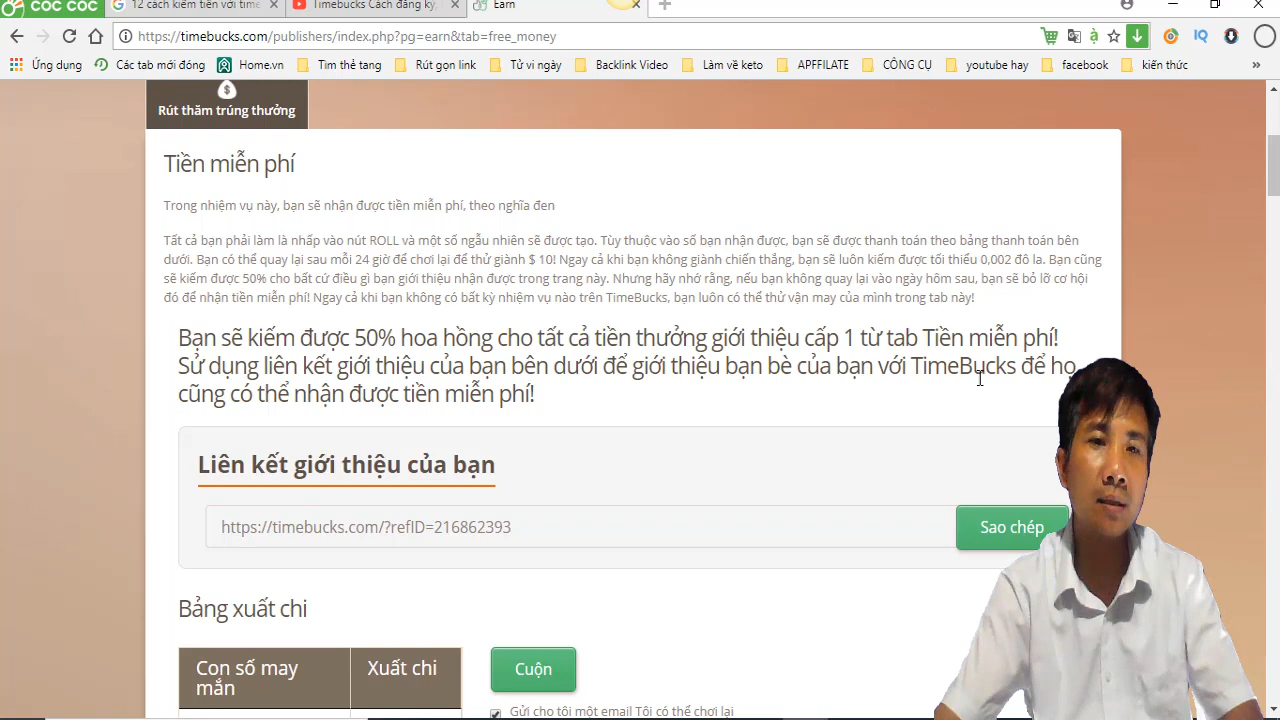 CỐC CỐC
12 cách kiếm tiền với time
Timebucks Cách đăng ký,
Earn
https://timebucks.com/publishers/index.php?pg=earn&tab=free_money
Ứng dụng
Các tab mới đóng
Home.vn
Tìm thẻ tang
Rút gọn link
Tử vi ngày
Backlink Video
Làm về keto
APFFILATE
CÔNG CỤ
youtube hay
facebook
kiến thức
»
Rút thăm trúng thưởng
Tiền miễn phí
Trong nhiệm vụ này, bạn sẽ nhận được tiền miễn phí, theo nghĩa đen
Tất cả bạn phải làm là nhấp vào nút ROLL và một số ngẫu nhiên sẽ được tạo. Tùy thuộc vào số bạn nhận được, bạn sẽ được thanh toán theo bảng thanh toán bên
dưới. Bạn có thể quay lại sau mỗi 24 giờ để chơi lại để thử giành $ 10! Ngay cả khi bạn không giành chiến thắng, bạn sẽ luôn kiếm được tối thiểu 0,002 đô la. Bạn cũng
sẽ kiếm được 50% cho bất cứ điều gì bạn giới thiệu nhận được trong trang này. Nhưng hãy nhớ rằng, nếu bạn không quay lại vào ngày hôm sau, bạn sẽ bỏ lỡ cơ hội
đó để nhận tiền miễn phí! Ngay cả khi bạn không có bất kỳ nhiệm vụ nào trên TimeBucks, bạn luôn có thể thử vận may của mình trong tab này!
Bạn sẽ kiếm được 50% hoa hồng cho tất cả tiền thưởng giới thiệu cấp 1 từ tab Tiền miễn phí!
Sử dụng liên kết giới thiệu của bạn bên dưới để giới thiệu bạn bè của bạn với TimeBucks để họ
cũng có thể nhận được tiền miễn phí!
Liên kết giới thiệu của bạn
https://timebucks.com/?refID=216862393
Sao chép
Bảng xuất chi
Con số may
mắn
Xuất chi
Cuộn
Gửi cho tôi một email Tôi có thể chơi lại